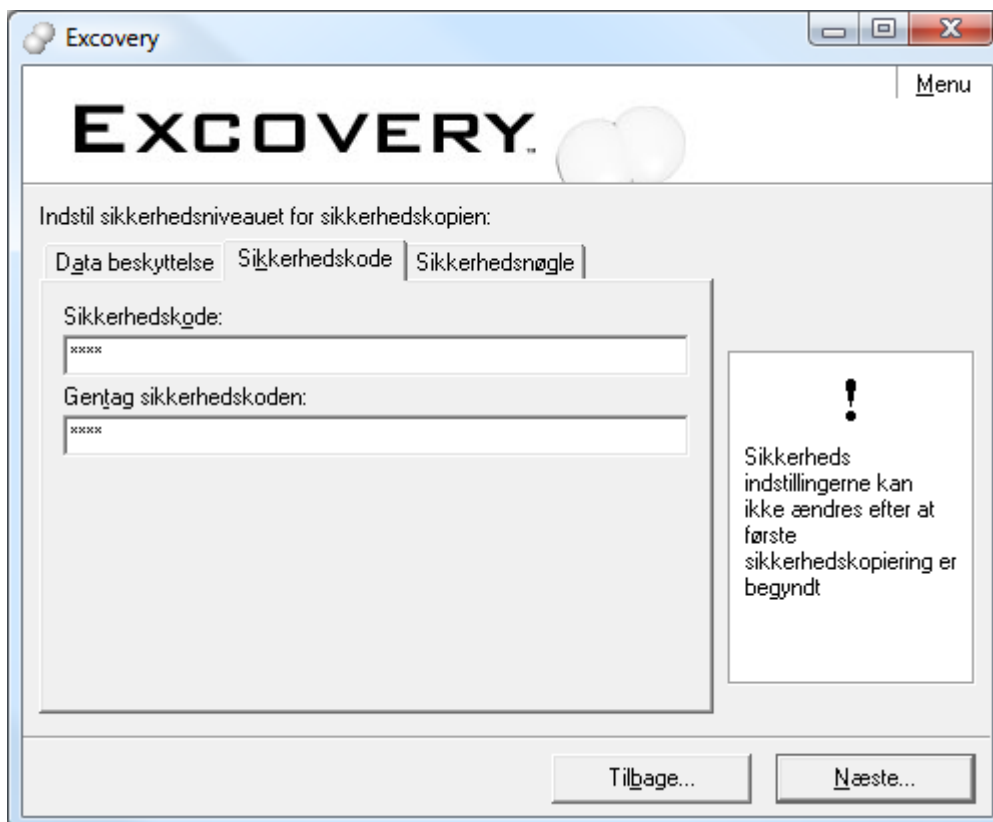 Excovery
Menu
EXCOVERY™
Indstil sikkerhedsniveauet for sikkerhedskopien:
Data beskyttelse Sikkerhedskode Sikkerhedsnøgle
Sikkerhedskode:
****
Gentag sikkerhedskoden:
****
!
Sikkerheds
indstillingerne kan
ikke ændres efter at
første
sikkerhedskopiering er
begyndt
Tilbage... Næste...